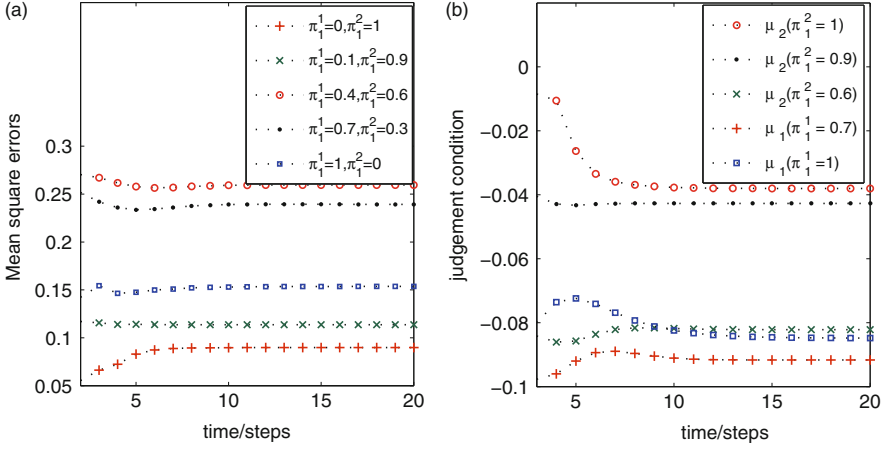 (a)
Mean square errors
0.3
0.25
0.2
0.15
0.1
0.05
5
10
15
20
time/steps
π₁¹=0,π₁²=1
π₁¹=0.1,π₁²=0.9
π₁¹=0.4,π₁²=0.6
π₁¹=0.7,π₁²=0.3
π₁¹=1,π₁²=0
(b)
judgement condition
0
−0.02
−0.04
−0.06
−0.08
−0.1
5
10
15
20
time/steps
μ₂(π₁²= 1)
μ₂(π₁²= 0.9)
μ₂(π₁²= 0.6)
μ₁(π₁¹= 0.7)
μ₁(π₁¹= 1)